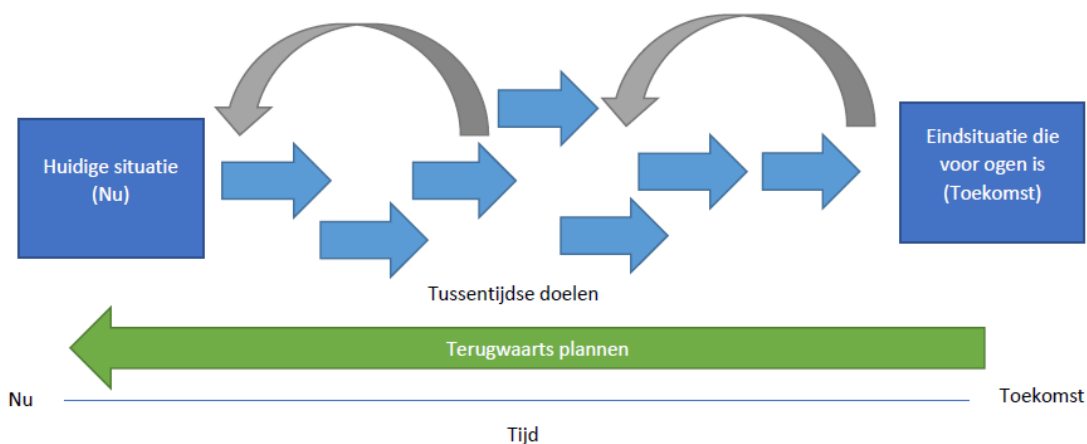 Huidige situatie
(Nu)
Eindsituatie die
voor ogen is
(Toekomst)
Tussentijdse doelen
Terugwaarts plannen
Nu
Toekomst
Tijd